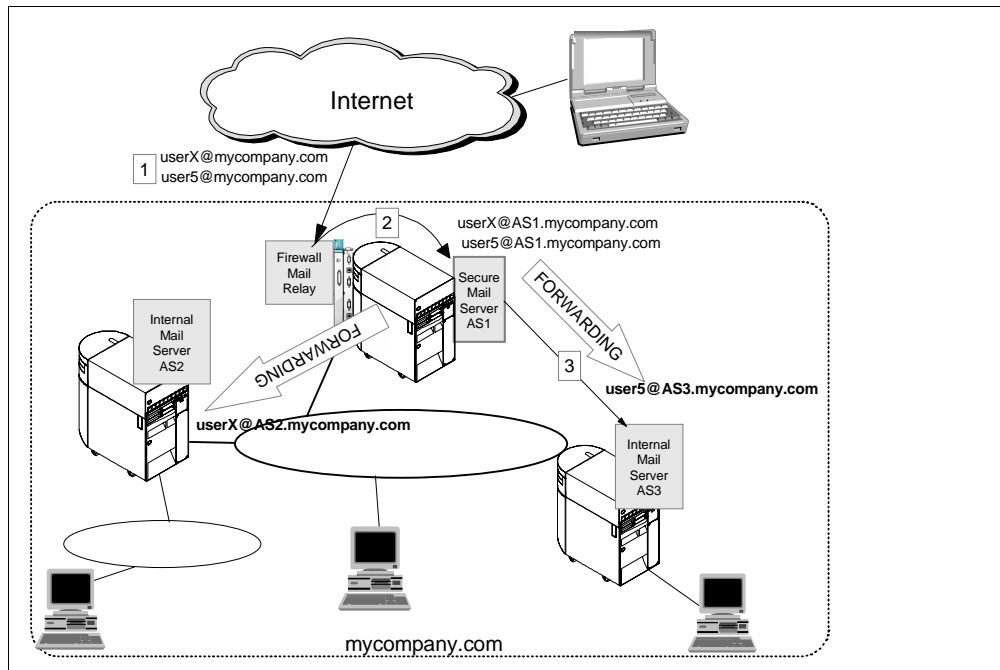 Internet
1
userX@mycompany.com
user5@mycompany.com
2
userX@AS1.mycompany.com
user5@AS1.mycompany.com
Firewall
Mail
Relay
Secure
Mail
Server
AS1
FORWARDING
FORWARDING
Internal
Mail
Server
AS2
3
user5@AS3.mycompany.com
userX@AS2.mycompany.com
Internal
Mail
Server
AS3
mycompany.com